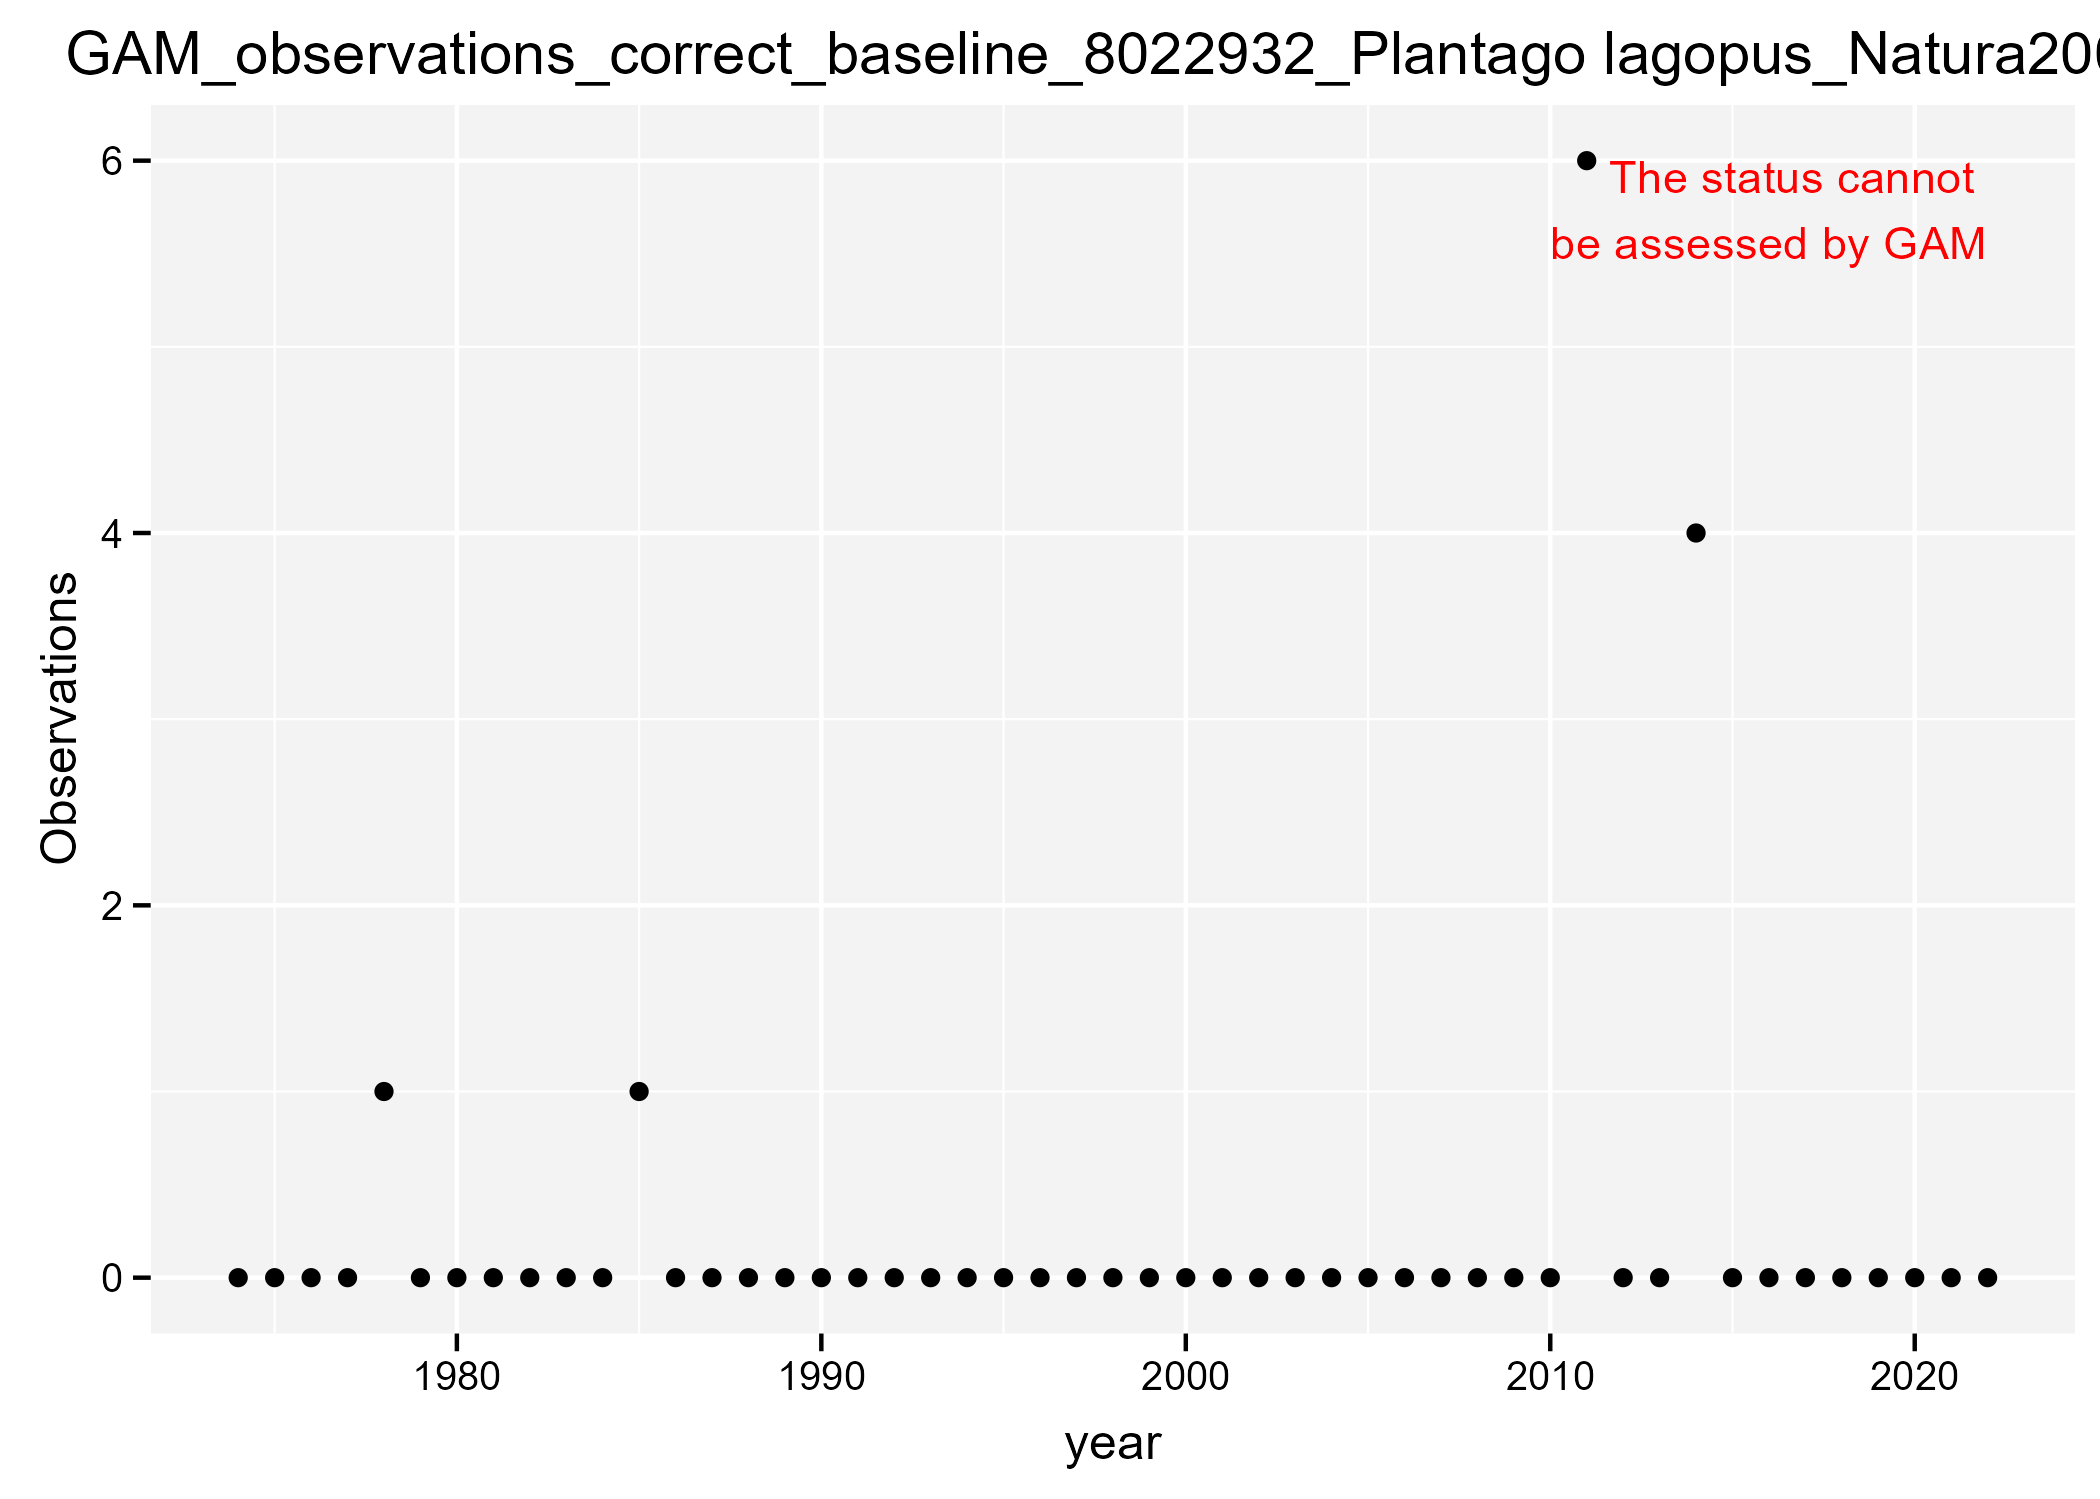 GAM_observations_correct_baseline_8022932_Plantago lagopus_Natura20
6
The status cannot
be assessed by GAM
4
Observations
2
0
1980 1990 2000 2010 2020
year